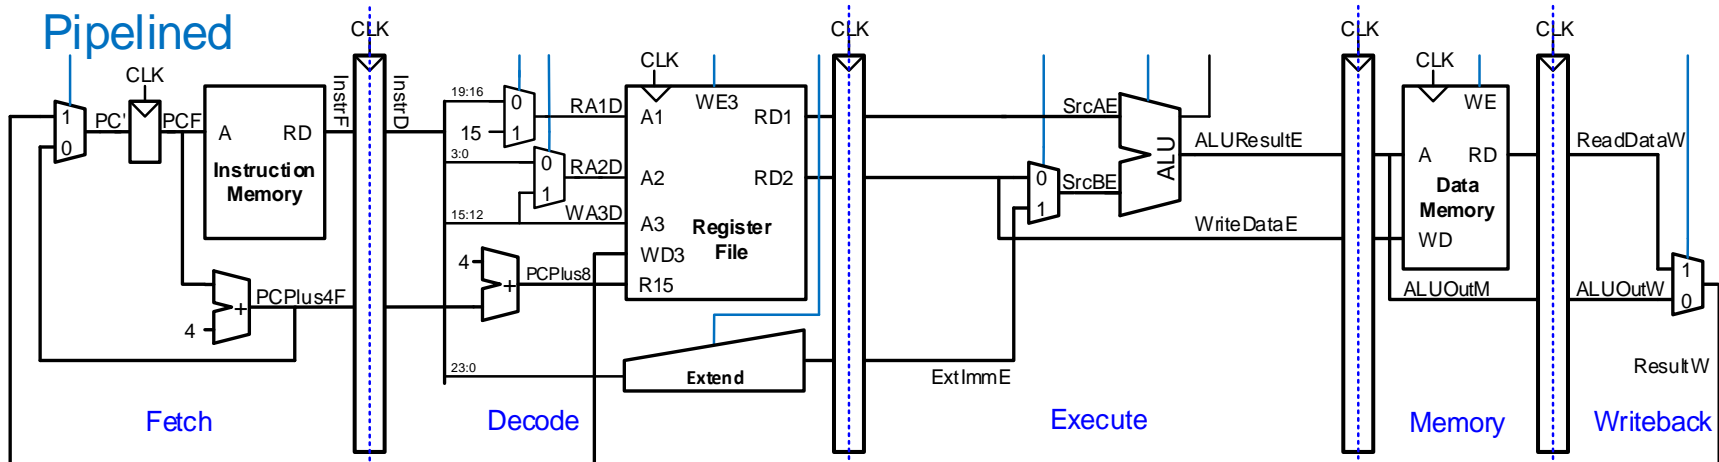 Pipelined
CLK
CLK
CLK
CLK
CLK
CLK
CLK
CLK
1
0
PC'
PCF
A
RD
Instruction
Memory
InstrF
InstrD
4
+
PCPlus4F
19:16
15
0
1
RA1D
3:0
0
1
RA2D
15:12
WA3D
4
+
PCPlus8
23:0
Extend
WE3
A1
RD1
A2
RD2
A3
Register
File
WD3
R15
ExtImmE
0
1
SrcAE
SrcBE
ALU
ALUResultE
WriteDataE
WE
A
RD
Data
Memory
WD
ALUOutM
ReadDataW
ALUOutW
1
0
ResultW
Fetch
Decode
Execute
Memory
Writeback